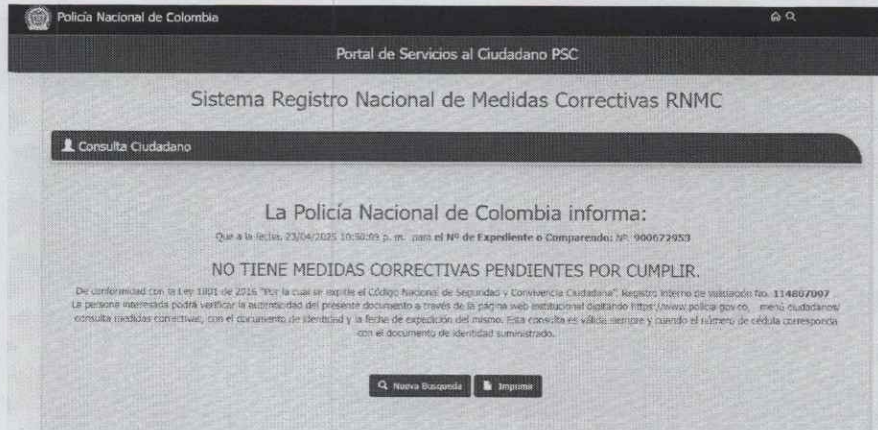 Policía Nacional de Colombia
Portal de Servicios al Ciudadano PSC
Sistema Registro Nacional de Medidas Correctivas RNMC
Consulta Ciudadano
La Policía Nacional de Colombia informa:
Que a la fecha, 23/04/2025 10:50:09 p. m. para el Nº de Expediente o Comparendo: Nº. 900672953
NO TIENE MEDIDAS CORRECTIVAS PENDIENTES POR CUMPLIR.
De conformidad con la Ley 1801 de 2016 "Por la cual se expide el Código Nacional de Seguridad y Convivencia Ciudadana". Registro interno de validación No. 114807097
La persona interesada podrá verificar la autenticidad del presente documento a través de la página web institucional digitando https://www.policia.gov.co, menú ciudadanos/
consulta medidas correctivas, con el documento de identidad y la fecha de expedición del mismo. Esta consulta es válida siempre y cuando el número de cédula corresponda
con el documento de identidad suministrado.
Nueva Busqueda Imprimir